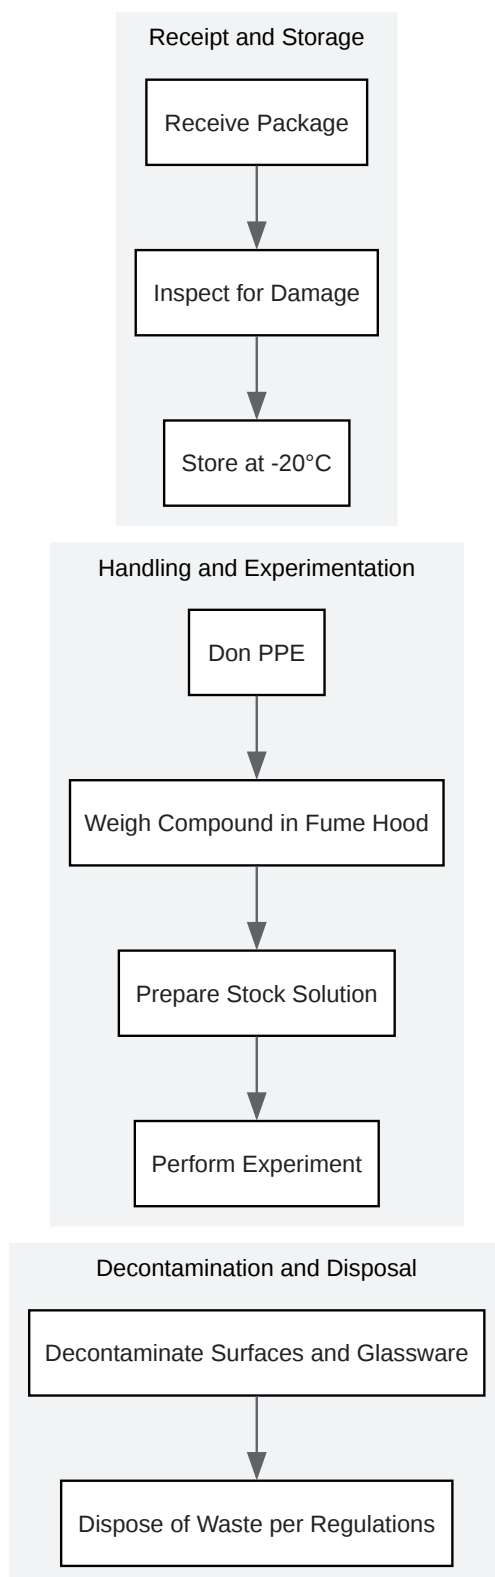 Receipt and Storage
Receive Package
Inspect for Damage
Store at -20°C
Handling and Experimentation
Don PPE
Weigh Compound in Fume Hood
Prepare Stock Solution
Perform Experiment
Decontamination and Disposal
Decontaminate Surfaces and Glassware
Dispose of Waste per Regulations